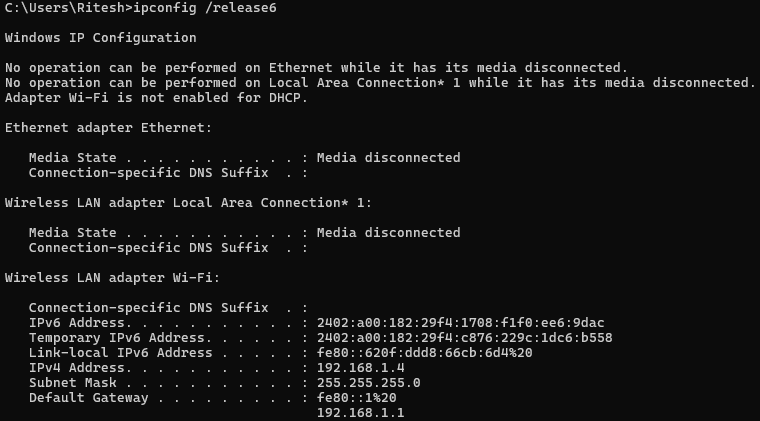 C:\Users\Ritesh>ipconfig /release6
Windows IP Configuration
No operation can be performed on Ethernet while it has its media disconnected.
No operation can be performed on Local Area Connection* 1 while it has its media disconnected.
Adapter Wi-Fi is not enabled for DHCP.
Ethernet adapter Ethernet:
   Media State . . . . . . . . . . . : Media disconnected
   Connection-specific DNS Suffix  . :
Wireless LAN adapter Local Area Connection* 1:
   Media State . . . . . . . . . . . : Media disconnected
   Connection-specific DNS Suffix  . :
Wireless LAN adapter Wi-Fi:
   Connection-specific DNS Suffix  . :
   IPv6 Address. . . . . . . . . . . : 2402:a00:182:29f4:1708:f1f0:ee6:9dac
   Temporary IPv6 Address. . . . . . : 2402:a00:182:29f4:c876:229c:1dc6:b558
   Link-local IPv6 Address . . . . . : fe80::620f:ddd8:66cb:6d4%20
   IPv4 Address. . . . . . . . . . . : 192.168.1.4
   Subnet Mask . . . . . . . . . . . : 255.255.255.0
   Default Gateway . . . . . . . . . : fe80::1%20
                                       192.168.1.1